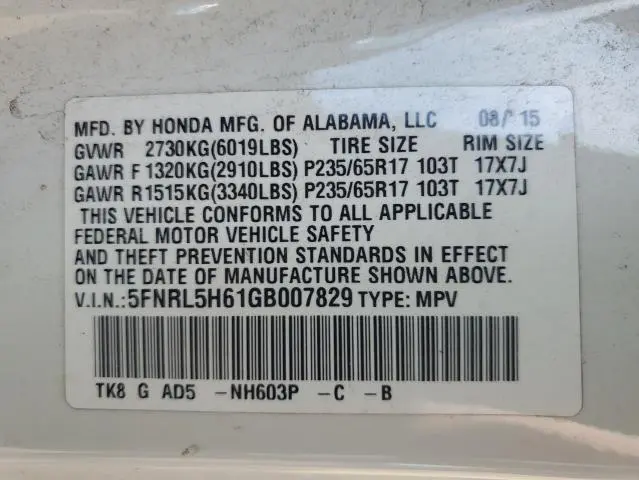 MFD. BY HONDA MFG. OF ALABAMA, LLC 08/15
GVWR 2730KG(6019LBS) TIRE SIZE RIM SIZE
GAWR F 1320KG(2910LBS) P235/65R17 103T 17X7J
GAWR R1515KG(3340LBS) P235/65R17 103T 17X7J
THIS VEHICLE CONFORMS TO ALL APPLICABLE
FEDERAL MOTOR VEHICLE SAFETY
AND THEFT PREVENTION STANDARDS IN EFFECT
ON THE DATE OF MANUFACTURE SHOWN ABOVE.
V.I.N.:5FNRL5H61GB007829 TYPE: MPV
TK8 G AD5 -NH603P -C -B